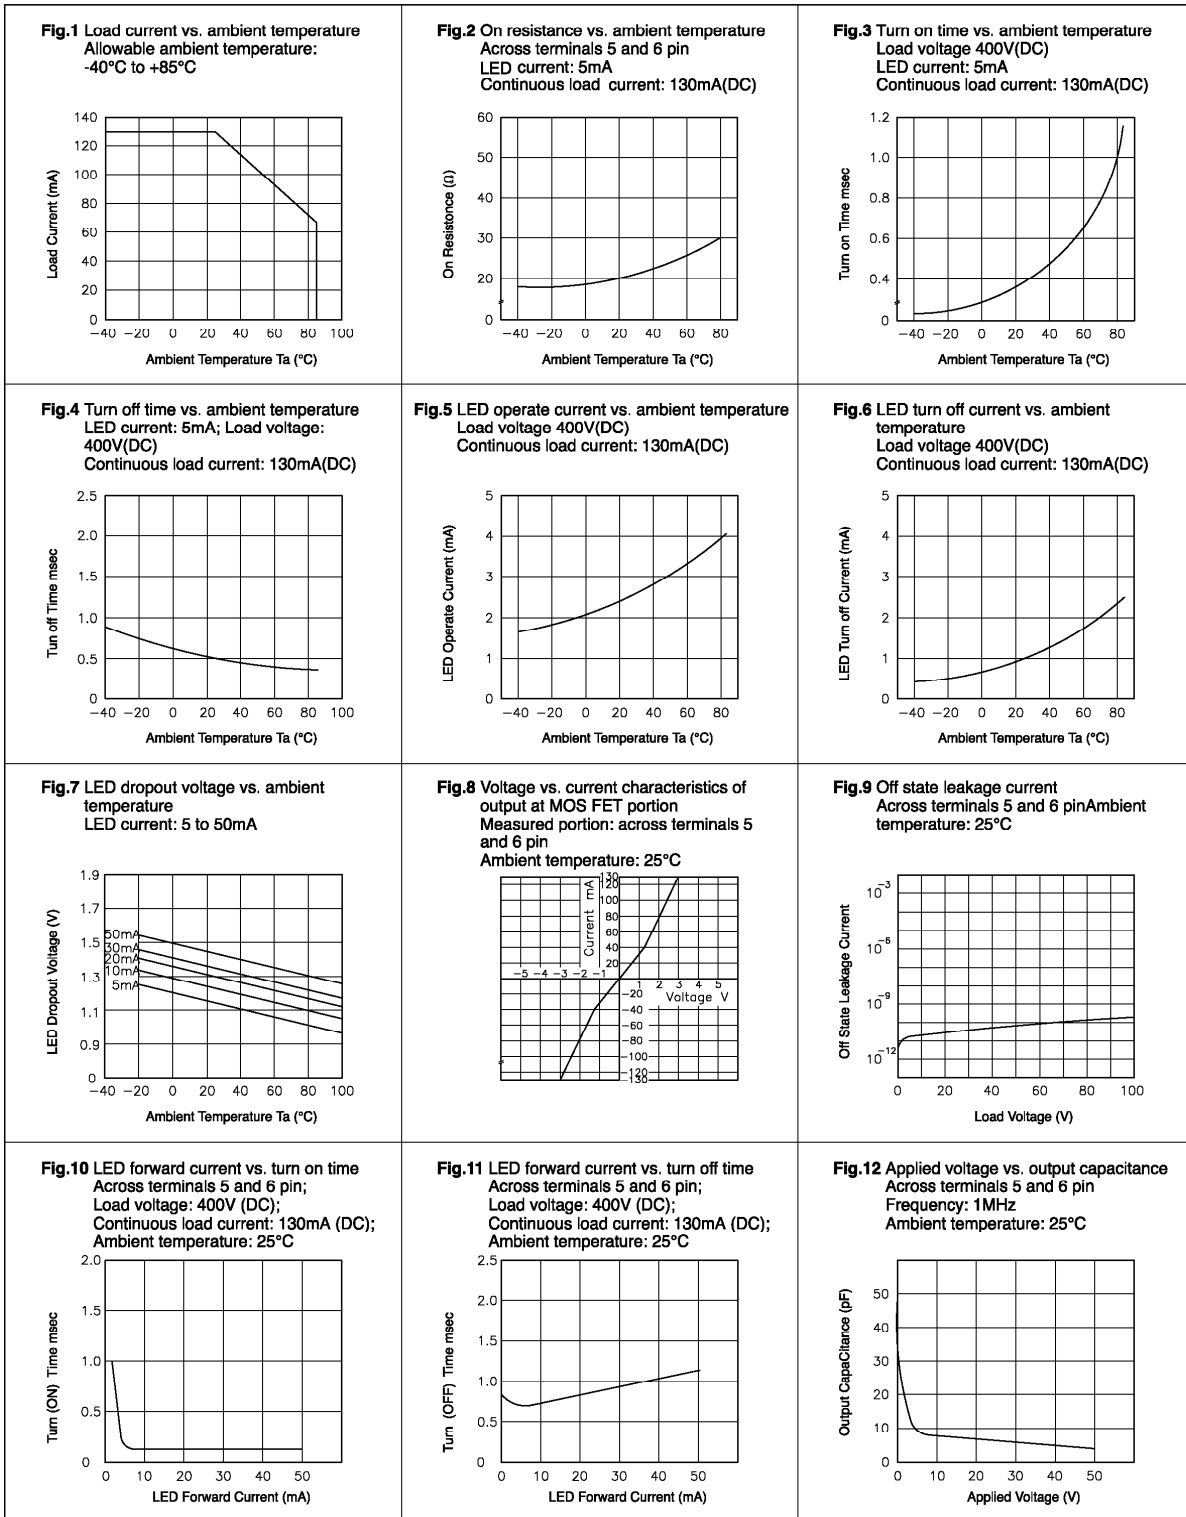 Fig.1 Load current vs. ambient temperature
Allowable ambient temperature:
-40°C to +85°C
140
120
100
80
60
40
20
0
Load Current (mA)
−40 −20 0 20 40 60 80 100
Ambient Temperature Ta (°C)
Fig.2 On resistance vs. ambient temperature
Across terminals 5 and 6 pin
LED current: 5mA
Continuous load current: 130mA(DC)
60
50
40
30
20
0
On Resistonce (Ω)
−40 −20 0 20 40 60 80
Ambient Temperature Ta (°C)
Fig.3 Turn on time vs. ambient temperature
Load voltage 400V(DC)
LED current: 5mA
Continuous load current: 130mA(DC)
1.2
1.0
0.8
0.6
0.4
0
Turn on Time msec
−40 −20 0 20 40 60 80
Ambient Temperature Ta (°C)
Fig.4 Turn off time vs. ambient temperature
LED current: 5mA; Load voltage:
400V(DC)
Continuous load current: 130mA(DC)
2.5
2.0
1.5
1.0
0.5
0
Tun off Time msec
−40 −20 0 20 40 60 80 100
Ambient Temperature Ta (°C)
Fig.5 LED operate current vs. ambient temperature
Load voltage 400V(DC)
Continuous load current: 130mA(DC)
5
4
3
2
1
0
LED Operate Current (mA)
−40 −20 0 20 40 60 80
Ambient Temperature Ta (°C)
Fig.6 LED turn off current vs. ambient
temperature
Load voltage 400V(DC)
Continuous load current: 130mA(DC)
5
4
3
2
1
0
LED Turn off Current (mA)
−40 −20 0 20 40 60 80
Ambient Temperature Ta (°C)
Fig.7 LED dropout voltage vs. ambient
temperature
LED current: 5 to 50mA
1.9
1.7
1.5
1.3
1.1
0.9
0
LED Dropout Voltage (V)
50mA
30mA
20mA
10mA
5mA
−40 −20 0 20 40 60 80 100
Ambient Temperature Ta (°C)
Fig.8 Voltage vs. current characteristics of
output at MOS FET portion
Measured portion: across terminals 5
and 6 pin
Ambient temperature: 25°C
Current mA
130
120
100
80
60
40
20
−5 −4 −3 −2 −1
1 2 3 4 5
Voltage V
−20
−40
−60
−80
−100
−120
−130
Fig.9 Off state leakage current
Across terminals 5 and 6 pinAmbient
temperature: 25°C
10−3
10−6
10−9
10−12
Off State Leakage Current
0 20 40 60 80 100
Load Voltage (V)
Fig.10 LED forward current vs. turn on time
Across terminals 5 and 6 pin;
Load voltage: 400V (DC);
Continuous load current: 130mA (DC);
Ambient temperature: 25°C
2.0
1.5
1.0
0.5
0
Turn (ON) Time msec
0 10 20 30 40 50
LED Forward Current (mA)
Fig.11 LED forward current vs. turn off time
Across terminals 5 and 6 pin;
Load voltage: 400V (DC);
Continuous load current: 130mA (DC);
Ambient temperature: 25°C
2.5
2.0
1.5
1.0
0.5
0
Turn (OFF) Time msec
0 10 20 30 40 50
LED Forward Current (mA)
Fig.12 Applied voltage vs. output capacitance
Across terminals 5 and 6 pin
Frequency: 1MHz
Ambient temperature: 25°C
50
40
30
20
10
0
Output CapaCitance (pF)
0 10 20 30 40 50
Applied Voltage (V)